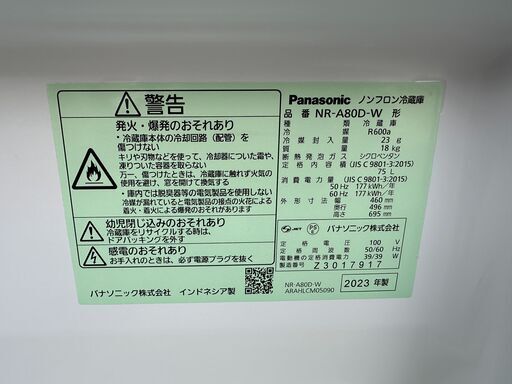 警告
発火・爆発のおそれあり
・冷蔵庫本体の冷却回路（配管）を
傷つけない
キリや刃物などを使って、冷却器についた霜や、
凍りついた容器を取らない
万一、傷つけたときは、冷蔵庫に触れず火気の
使用を避け、窓を開けて換気する
・庫内では脱臭器等の電気製品を使用しない
冷媒が漏れていると電気製品の接点の火花による
着火・着火による爆発のおそれあり
幼児閉じ込めのおそれあり
冷蔵庫をリサイクルする時は、
ドアパッキングを外す
感電のおそれあり
お手入れのときは、必ず電源プラグを抜く
パナソニック株式会社 インドネシア製
Panasonic ノンフロン冷蔵庫
品番 NR-A80D-W 形
種類 冷蔵庫
冷媒 R600a
冷媒封入量 23 g
質量 18 kg
断熱発泡ガス シクロペンタン
定格内容積 (JIS C 9801-3:2015)
75 L
消費電力量 (JIS C 9801-3:2015)
50 Hz 177 kWh/年
60 Hz 177 kWh/年
外形寸法 幅 460 mm
奥行 496 mm
高さ 695 mm
JET PS E パナソニック株式会社
定格電圧 100 V
定格周波数 50/60 Hz
電動機の定格消費電力 39/39 W
製造番号 Z3017917
NR-A80D-W
ARAHLCM05090
2023 年製